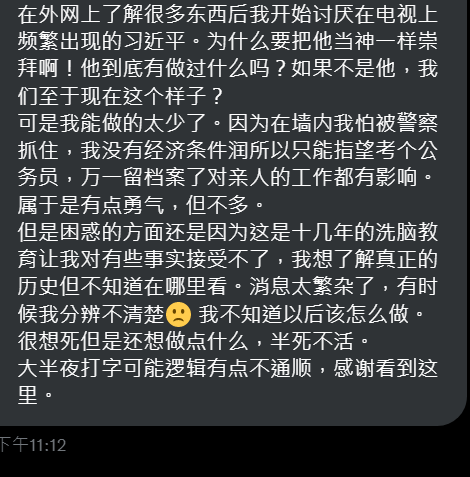 在外网上了解很多东西后我开始讨厌在电视上
频繁出现的习近平。为什么要把他当神一样崇
拜啊！他到底有做过什么吗？如果不是他，我
们至于现在这个样子？
可是我能做的太少了。因为在墙内我怕被警察
抓住，我没有经济条件润所以只能指望考个公
务员，万一留档案了对亲人的工作都有影响。
属于是有点勇气，但不多。
但是困惑的方面还是因为这是十几年的洗脑教
育让我对有些事实接受不了，我想了解真正的
历史但不知道在哪里看。消息太繁杂了，有时
候我分辨不清楚🙁 我不知道以后该怎么做。
很想死但是还想做点什么，半死不活。
大半夜打字可能逻辑有点不通顺，感谢看到这
里。
下午11:12